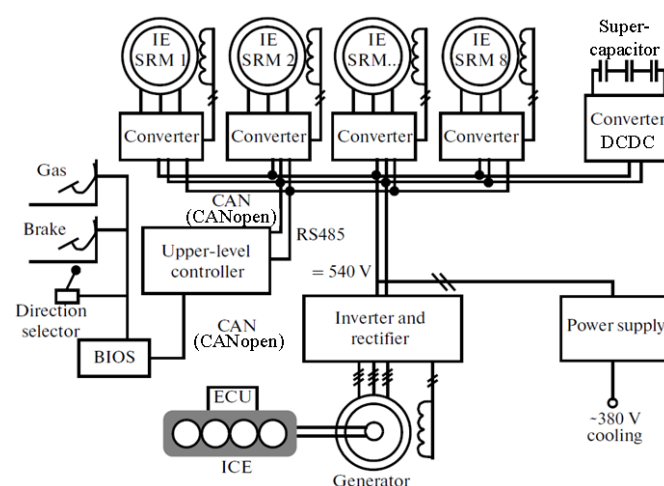 IE
SRM 1
IE
SRM 2
IE
SRM...
IE
SRM 8
Super-
capacitor
Converter
Converter
Converter
Converter
Converter
DCDC
Gas
Brake
Direction
selector
BIOS
CAN
(CANopen)
RS485
Upper-level
controller
= 540 V
CAN
(CANopen)
Inverter and
rectifier
Power supply
~380 V
cooling
ECU
ICE
Generator